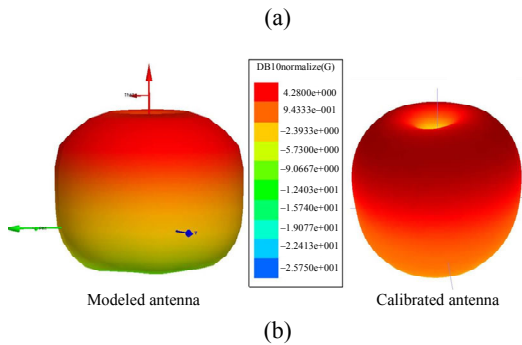 (a)
DB10normalize(G)
4.2800e+000
9.4333e–001
–2.3933e+000
–5.7300e+000
–9.0667e+000
–1.2403e+001
–1.5740e+001
–1.9077e+001
–2.2413e+001
–2.5750e+001
Modeled antenna
Calibrated antenna
(b)